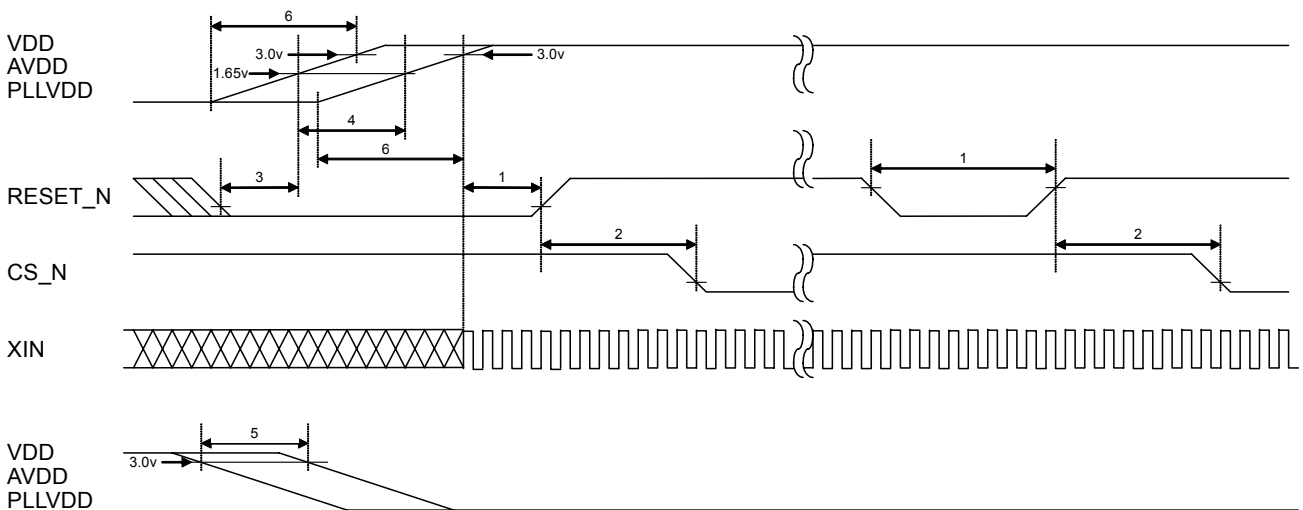 6
VDD
AVDD
PLLVDD
3.0v
3.0v
1.65v
4
6
1
3
1
RESET_N
2
2
CS_N
XIN
5
VDD
AVDD
PLLVDD
3.0v